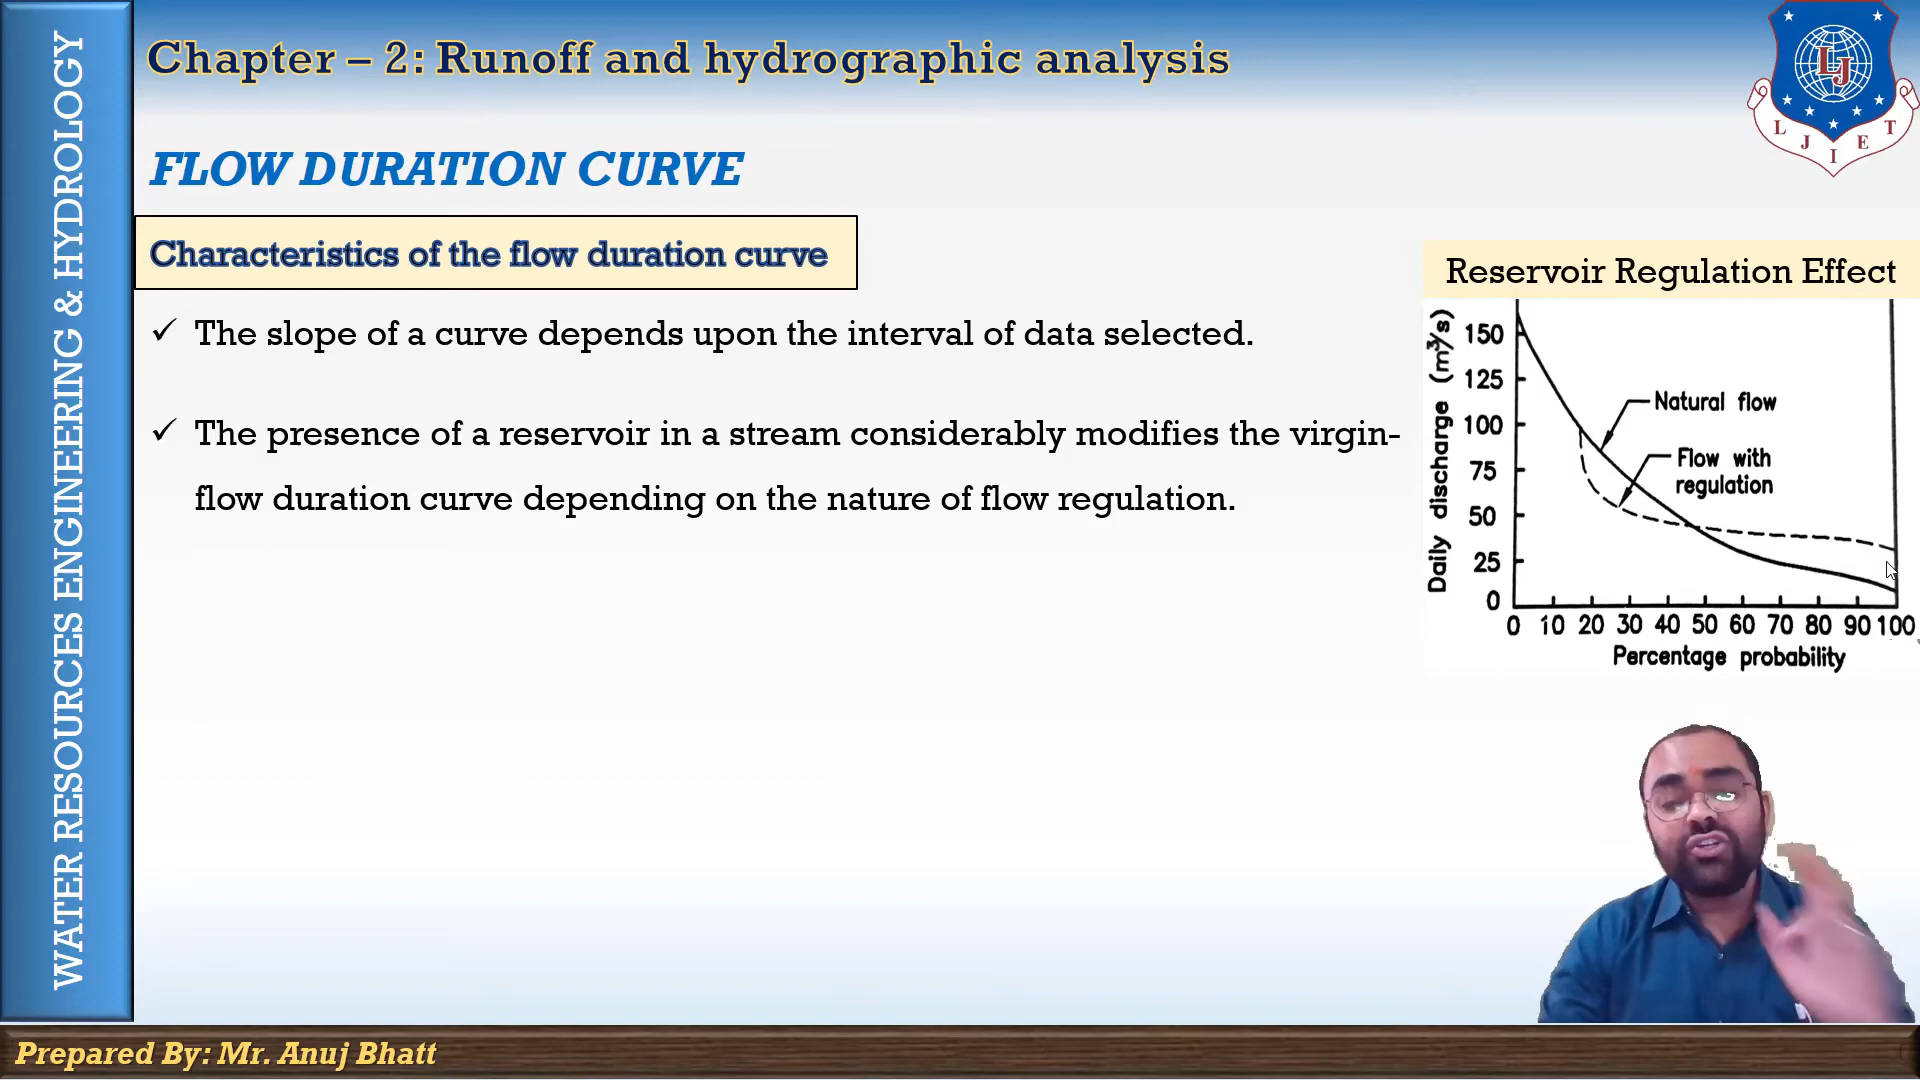 WATER RESOURCES ENGINEERING & HYDROLOGY
Chapter – 2: Runoff and hydrographic analysis
LJ
L J I E T
FLOW DURATION CURVE
Characteristics of the flow duration curve
✓ The slope of a curve depends upon the interval of data selected.
✓ The presence of a reservoir in a stream considerably modifies the virgin-
flow duration curve depending on the nature of flow regulation.
Reservoir Regulation Effect
Daily discharge (m³/s)
150
125
100
75
50
25
0
Natural flow
Flow with
regulation
0 10 20 30 40 50 60 70 80 90 100
Percentage probability
Prepared By: Mr. Anuj Bhatt